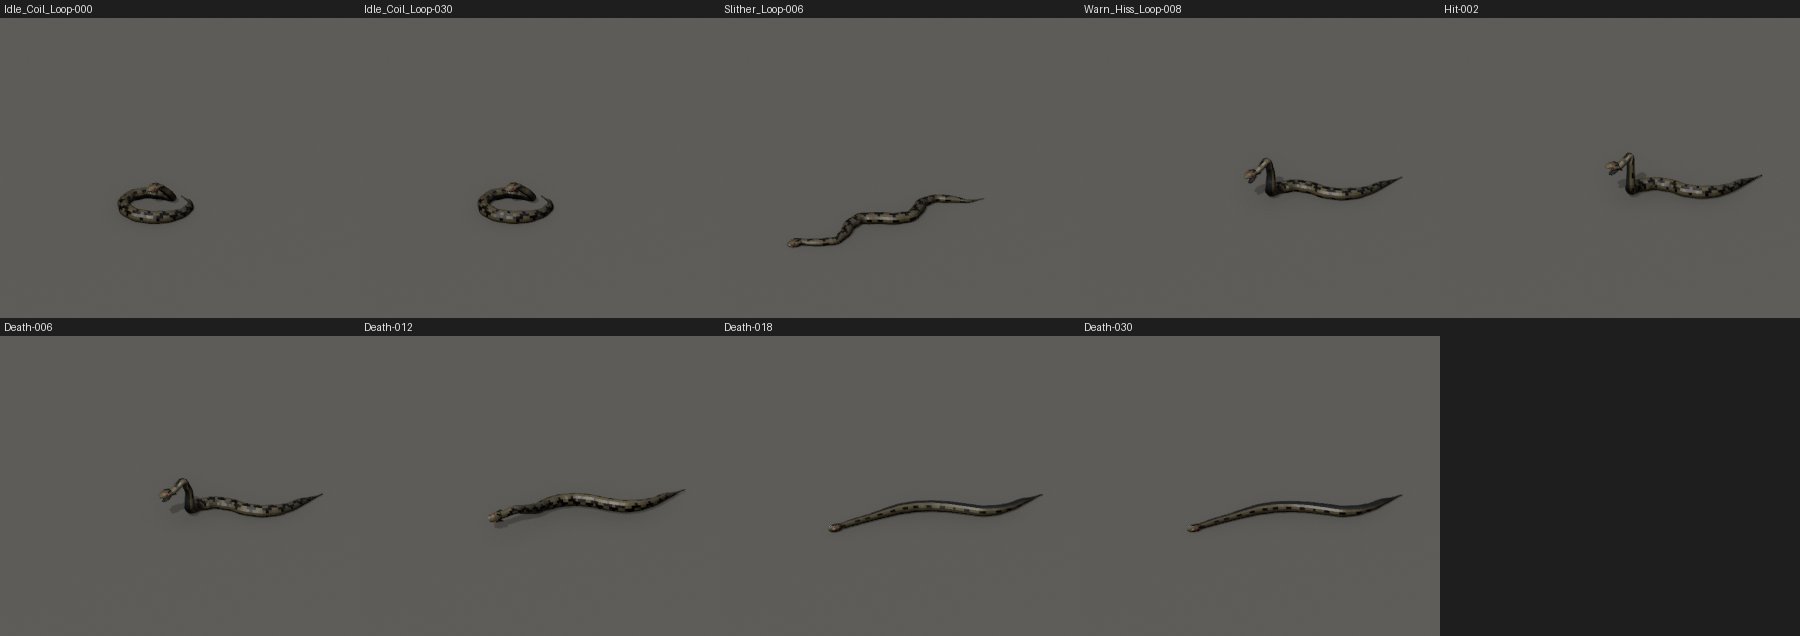 Idle_Coil_Loop-000
Idle_Coil_Loop-030
Slither_Loop-006
Warn_Hiss_Loop-008
Hit-002
Death-006
Death-012
Death-018
Death-030